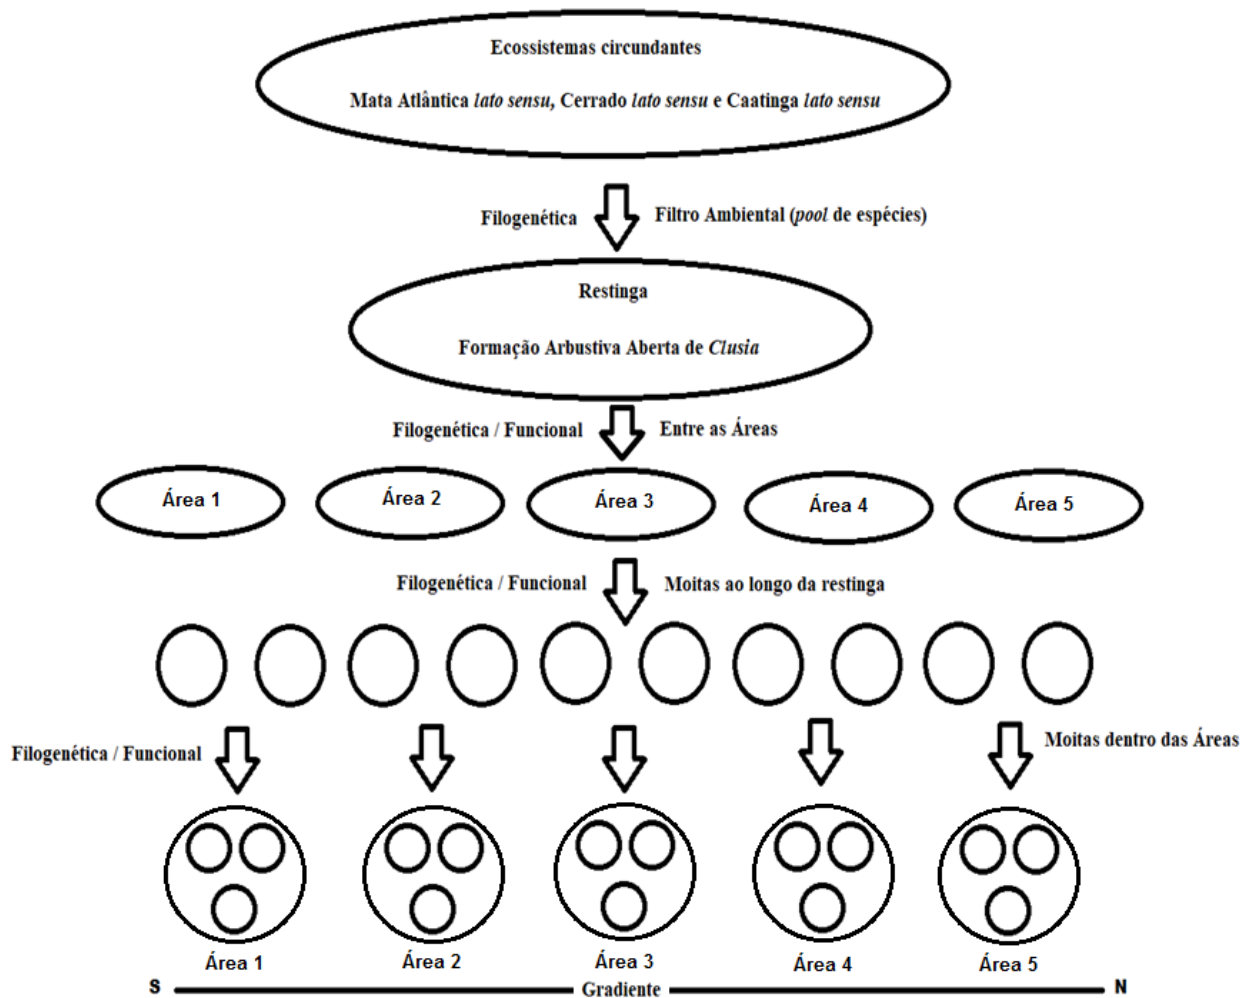 Ecossistemas circundantes
Mata Atlântica lato sensu, Cerrado lato sensu e Caatinga lato sensu
Filogenética
Filtro Ambiental (pool de espécies)
Restinga
Formação Arbustiva Aberta de Clusia
Filogenética / Funcional
Entre as Áreas
Área 1
Área 2
Área 3
Área 4
Área 5
Filogenética / Funcional
Moitas ao longo da restinga
Filogenética / Funcional
Moitas dentro das Áreas
Área 1
Área 2
Área 3
Área 4
Área 5
S
Gradiente
N